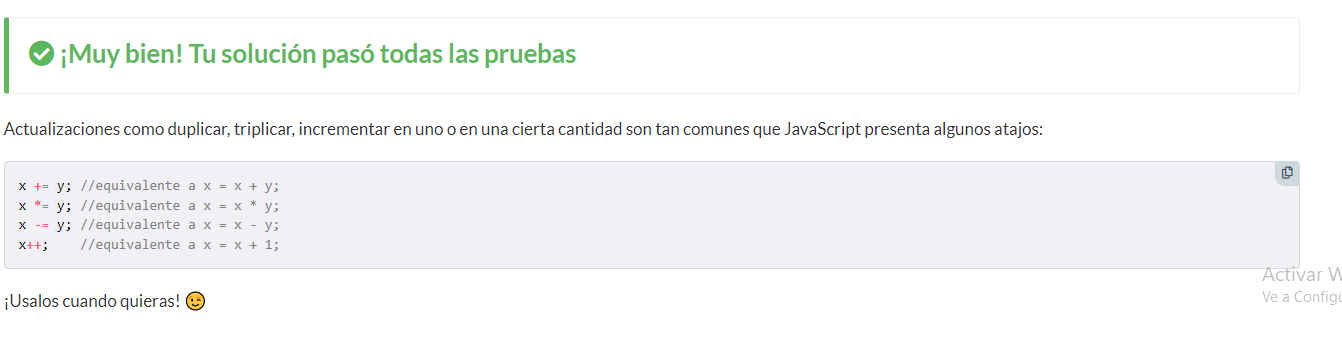 ¡Muy bien! Tu solución pasó todas las pruebas
Actualizaciones como duplicar, triplicar, incrementar en uno o en una cierta cantidad son tan comunes que JavaScript presenta algunos atajos:
x += y; //equivalente a x = x + y;
x *= y; //equivalente a x = x * y;
x -= y; //equivalente a x = x - y;
x++;    //equivalente a x = x + 1;
¡Usalos cuando quieras! 😉
Activar W
Ve a Configu